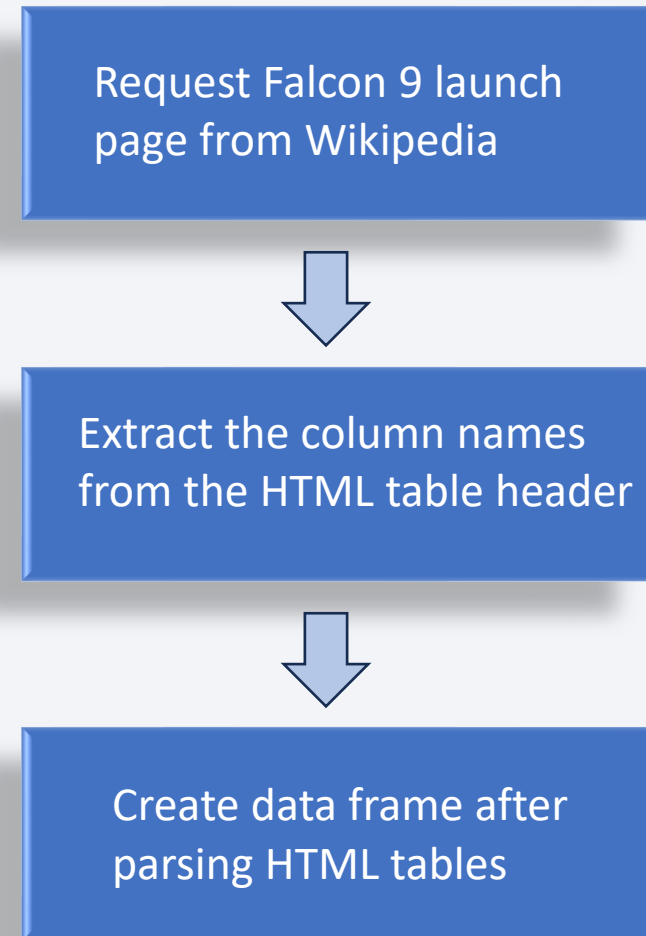 Request Falcon 9 launch
page from Wikipedia
Extract the column names
from the HTML table header
Create data frame after
parsing HTML tables